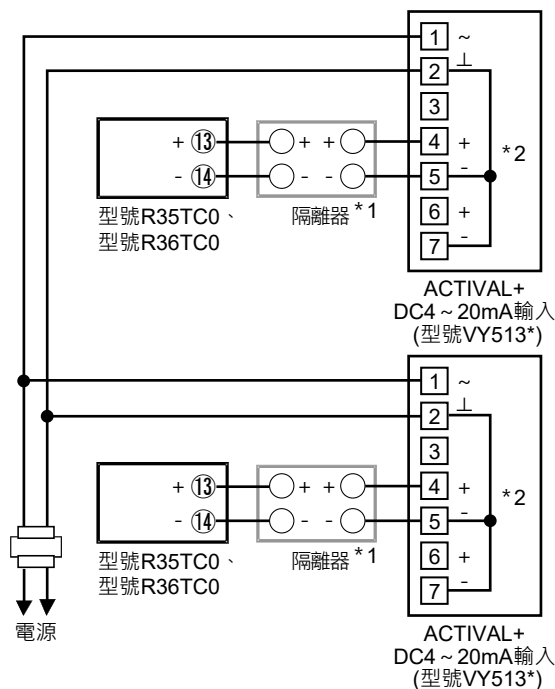 1 ~
2 ⊥
3
+ ⑬ + + 4 +
- ⑭ - - 5 -
*2
6 +
7 -
型號R35TC0、
型號R36TC0
隔離器 *1
ACTIVAL+
DC4~20mA輸入
(型號VY513*)
1 ~
2 ⊥
3
+ ⑬ + + 4 +
- ⑭ - - 5 -
*2
6 +
7 -
型號R35TC0、
型號R36TC0
隔離器 *1
電源
ACTIVAL+
DC4~20mA輸入
(型號VY513*)